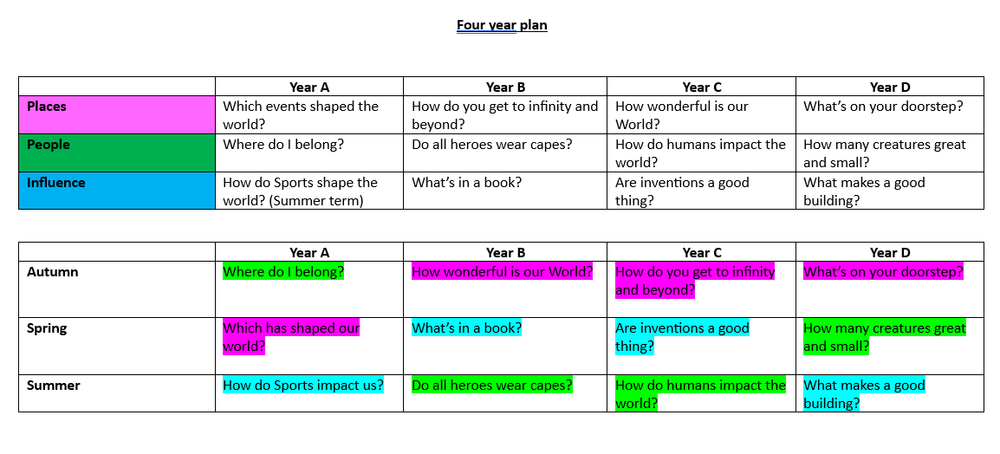 Four year plan
Year A Year B Year C Year D
Places Which events shaped the How do you get to infinity and How wonderful is our What’s on your doorstep?
world? beyond? World?
People Where do I belong? Do all heroes wear capes? How do humans impact the How many creatures great
world? and small?
Influence How do Sports shape the What’s in a book? Are inventions a good What makes a good
world? (Summer term) thing? building?
Year A Year B Year C Year D
Autumn Where do I belong? How wonderful is our World? How do you get to infinity What’s on your doorstep?
and beyond?
Spring Which has shaped our What’s in a book? Are inventions a good How many creatures great
world? thing? and small?
Summer How do Sports impact us? Do all heroes wear capes? How do humans impact the What makes a good
world? building?